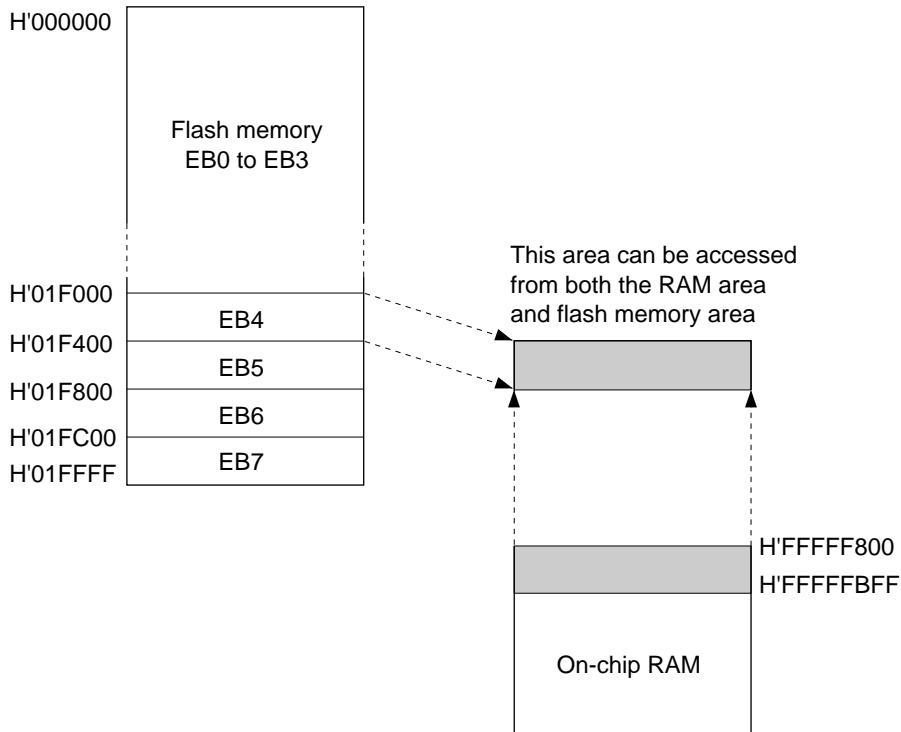 H'000000
Flash memory
EB0 to EB3
This area can be accessed
from both the RAM area
and flash memory area
H'01F000
EB4
H'01F400
EB5
H'01F800
EB6
H'01FC00
EB7
H'01FFFF
H'FFFFF800
H'FFFFFBFF
On-chip RAM